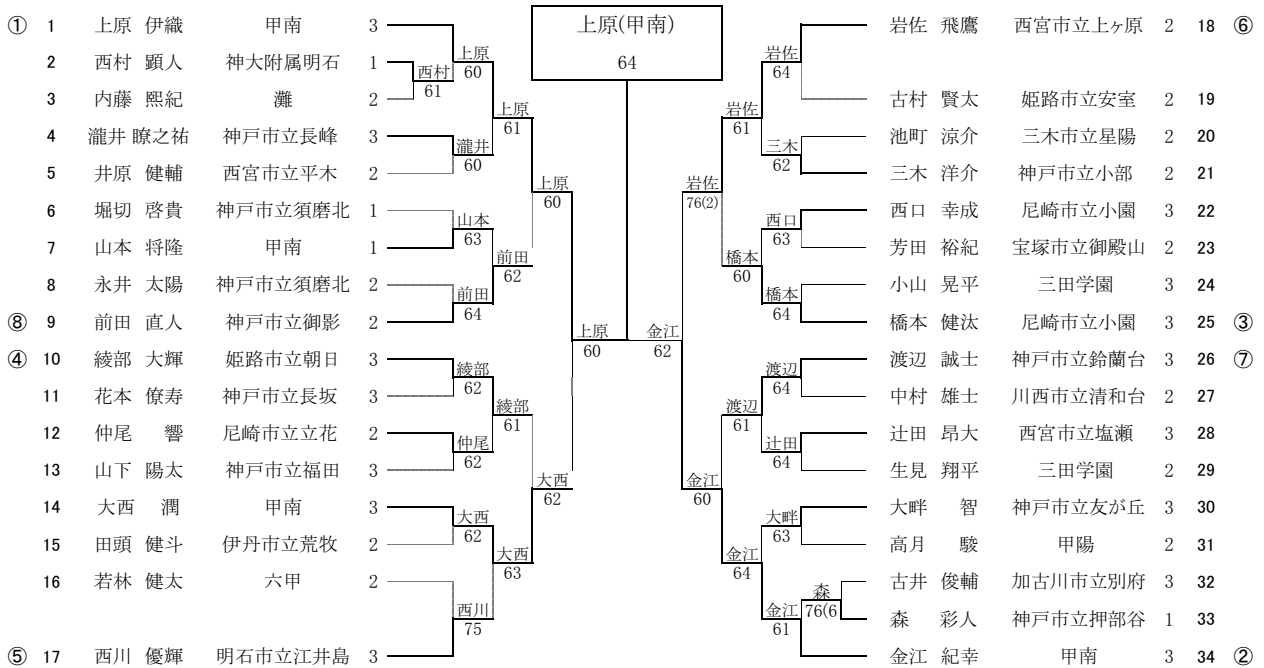 上原(甲南)
64
① 1 上原 伊織 甲南 3
2 西村 顕人 神大附属明石 1
3 内藤 熙紀 灘 2
4 瀧井 瞭之祐 神戸市立長峰 3
5 井原 健輔 西宮市立平木 2
6 堀切 啓貴 神戸市立須磨北 1
7 山本 将隆 甲南 1
8 永井 太陽 神戸市立須磨北 2
⑧ 9 前田 直人 神戸市立御影 2
④ 10 綾部 大輝 姫路市立朝日 3
11 花本 僚寿 神戸市立長坂 3
12 仲尾 響 尼崎市立立花 2
13 山下 陽太 神戸市立福田 3
14 大西 潤 甲南 3
15 田頭 健斗 伊丹市立荒牧 2
16 若林 健太 六甲 2
⑤ 17 西川 優輝 明石市立江井島 3
西村
61
上原
60
瀧井
60
山本
63
前田
64
綾部
62
仲尾
62
大西
62
西川
75
上原
61
前田
62
綾部
61
大西
63
上原
60
大西
62
上原
60
金江
62
岩佐
76(2)
金江
60
岩佐
61
橋本
60
渡辺
61
金江
64
岩佐
64
三木
62
西口
63
橋本
64
渡辺
64
辻田
64
大畔
63
金江
61
森
76(6
岩佐 飛鷹 西宮市立上ヶ原 2 18 ⑥
古村 賢太 姫路市立安室 2 19
池町 涼介 三木市立星陽 2 20
三木 洋介 神戸市立小部 2 21
西口 幸成 尼崎市立小園 3 22
芳田 裕紀 宝塚市立御殿山 2 23
小山 晃平 三田学園 3 24
橋本 健汰 尼崎市立小園 3 25 ③
渡辺 誠士 神戸市立鈴蘭台 3 26 ⑦
中村 雄士 川西市立清和台 2 27
辻田 昂大 西宮市立塩瀬 3 28
生見 翔平 三田学園 2 29
大畔 智 神戸市立友が丘 3 30
高月 駿 甲陽 2 31
古井 俊輔 加古川市立別府 3 32
森 彩人 神戸市立押部谷 1 33
金江 紀幸 甲南 3 34 ②